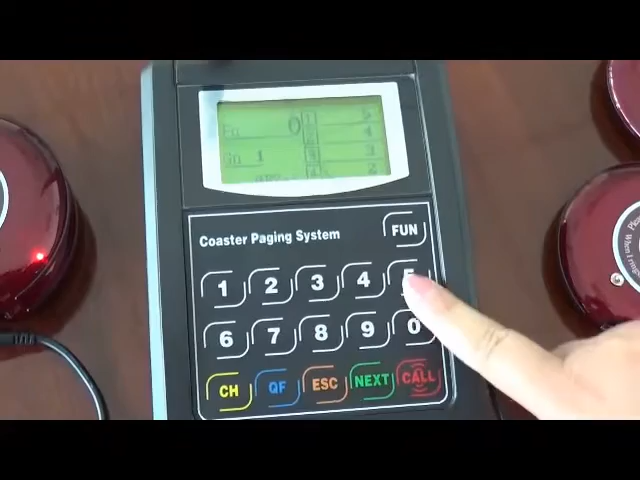 0 1 5
4
Gn 1 3
2
Coaster Paging System FUN
1 2 3 4 5
6 7 8 9 0
CH QF ESC NEXT CALL